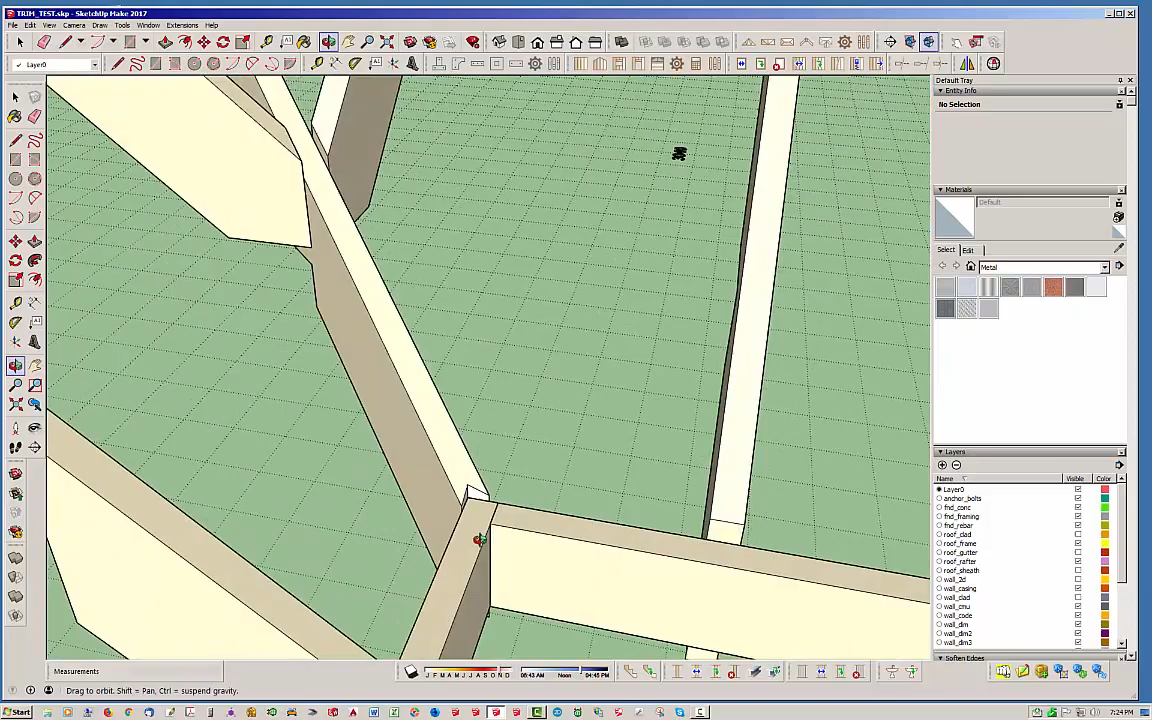 TRIM_TEST.skp - SketchUp Make 2017
File Edit View Camera Draw Tools Window Extensions Help
Layer0
Default Tray
Entity Info
No Selection
Materials
Default
Select Edit
Metal
Layers
Name Visible Color
Layer0
anchor_bolts
fnd_conc
fnd_framing
fnd_rebar
roof_clad
roof_frame
roof_gutter
roof_rafter
roof_sheath
wall_2d
wall_casing
wall_clad
wall_cmu
wall_code
wall_dim
wall_dim2
wall_dim3
Soften Edges
Measurements
J F M A M J J A S O N D
06:43 AM Noon 04:45 PM
Drag to orbit. Shift = Pan, Ctrl = suspend gravity.
Start
7:24 PM